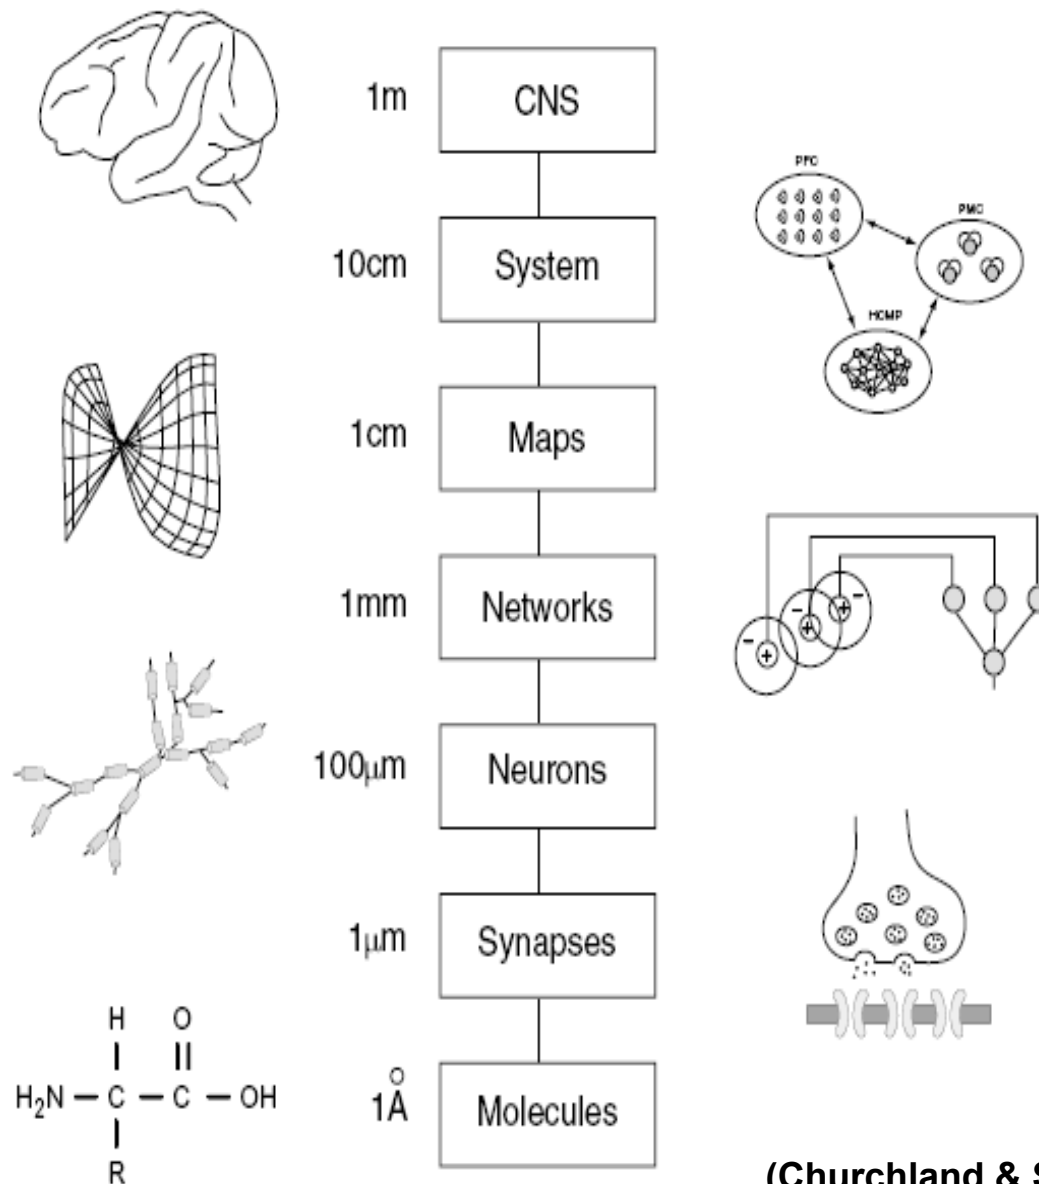 1m
CNS
PFC
PMC
10cm
System
HCMP
1cm
Maps
1mm
Networks
− + − + − +
100μm
Neurons
1μm
Synapses
H O
H₂N – C – C – OH
R
1Å
Molecules
(Churchland &